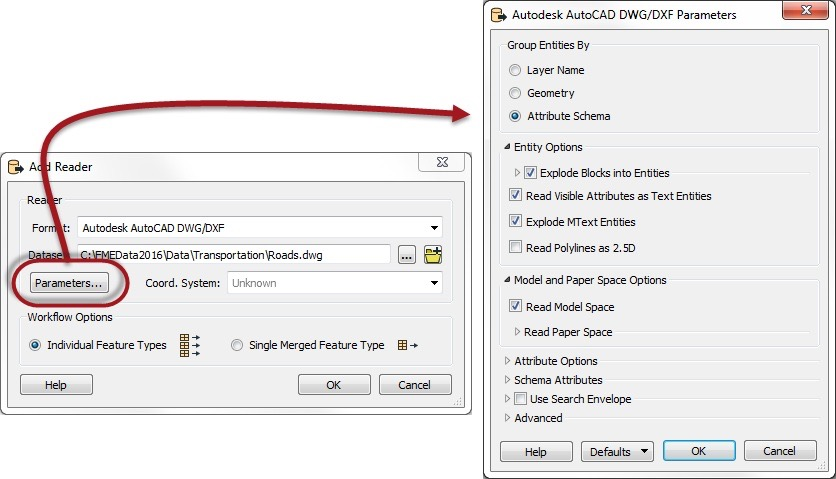 Add Reader
Reader
Format: Autodesk AutoCAD DWG/DXF
Dataset C:\FMEData2016\Data\Transportation\Roads.dwg ...
Parameters... Coord. System: Unknown
Workflow Options
Individual Feature Types Single Merged Feature Type
Help OK Cancel
Autodesk AutoCAD DWG/DXF Parameters
Group Entities By
Layer Name
Geometry
Attribute Schema
Entity Options
Explode Blocks into Entities
Read Visible Attributes as Text Entities
Explode MText Entities
Read Polylines as 2.5D
Model and Paper Space Options
Read Model Space
Read Paper Space
Attribute Options
Schema Attributes
Use Search Envelope
Advanced
Help Defaults OK Cancel